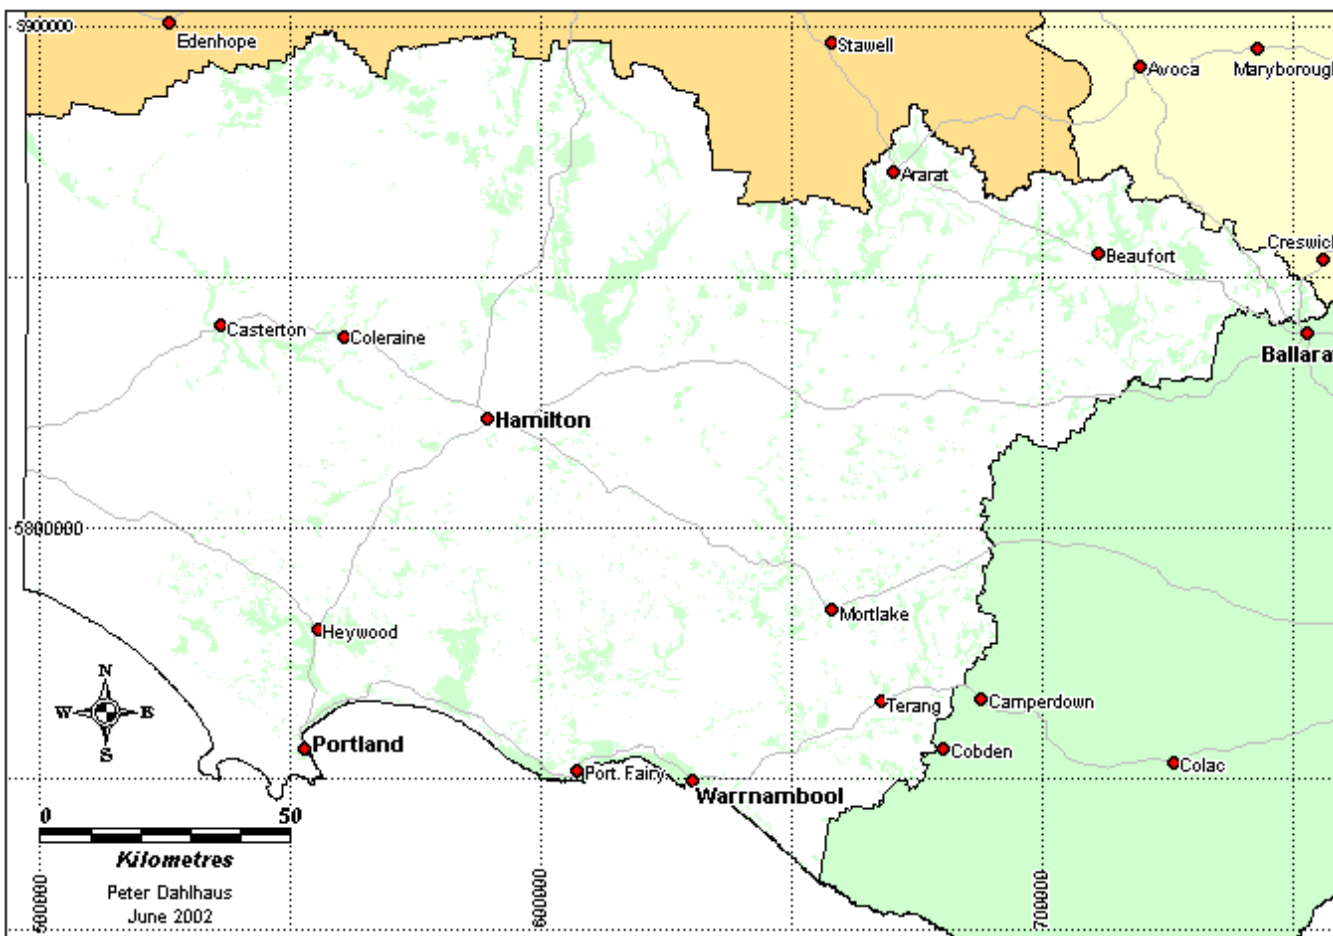 5900000
Edenhope
Stawell
Avoca
Maryborough
Ararat
Beaufort
Creswick
Casterton
Coleraine
Ballara
Hamilton
5800000
Mortlake
Heywood
N
W E
S
Terang
Camperdown
Portland
Cobden
Colac
Port. Fairy
Warrnambool
0 50
Kilometres
Peter Dahlhaus
June 2002
500000
600000
700000